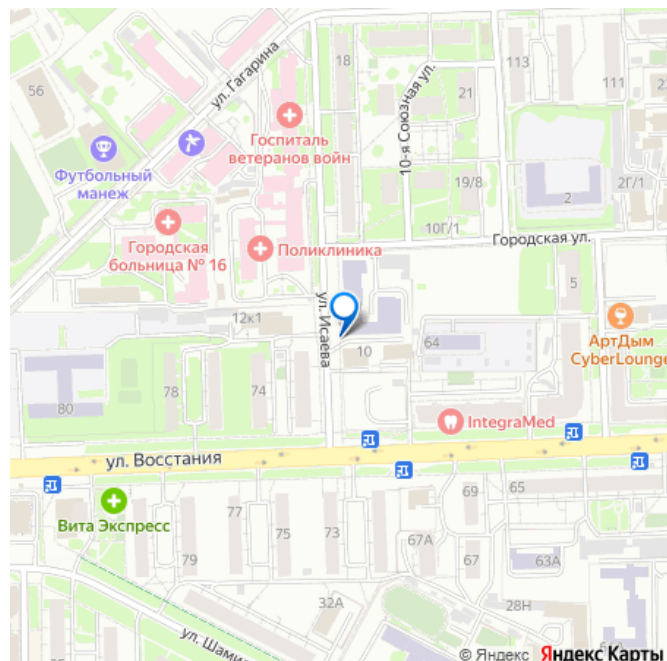 56
ул. Гагарина
18
10-я Союзная ул.
21
113
111
Госпиталь
ветеранов войн
Футбольный
манеж
19/8
2
2Г/1
10Г/1
Городская
больница № 16
Поликлиника
Городская ул.
5
ул. Исаева
12к1
64
10
АртДым
CyberLounge
78
74
80
IntegraMed
ул. Восстания
Вита Экспресс
77
75
73
79
67А
69
65
67
63А
32А
28Н
ул. Шами
© Яндекс Яндекс Карты